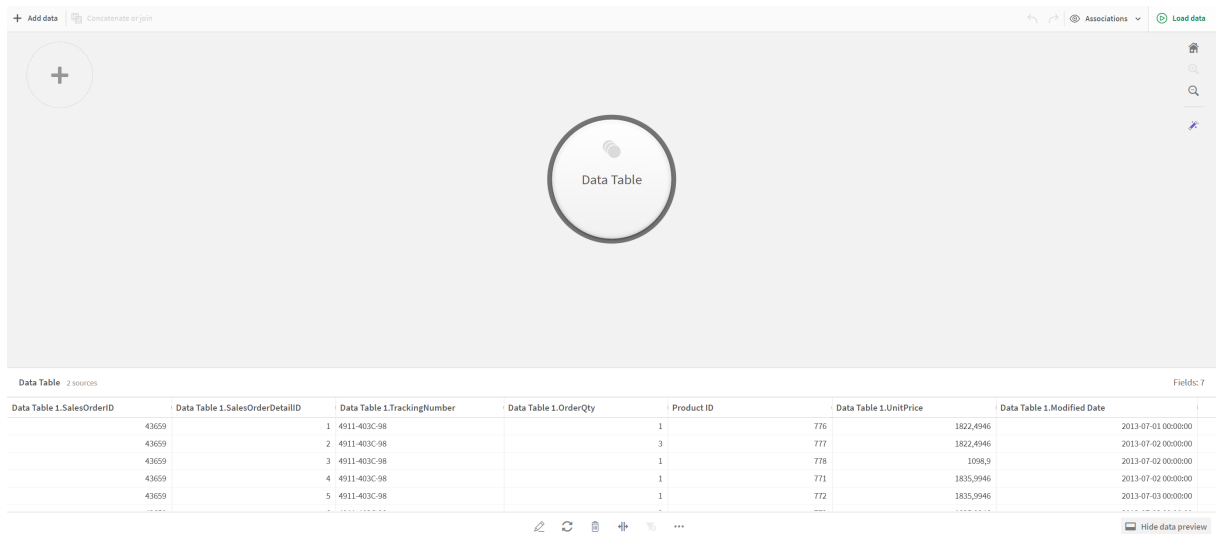 Add data Concatenate or join Associations Load data
Data Table
Data Table 2 sources Fields: 7
Data Table 1.SalesOrderID Data Table 1.SalesOrderDetailID Data Table 1.TrackingNumber Data Table 1.OrderQty Product ID Data Table 1.UnitPrice Data Table 1.Modified Date
43659 1 4911-403C-98 1 776 1822,4946 2013-07-01 00:00:00
43659 2 4911-403C-98 3 777 1822,4946 2013-07-02 00:00:00
43659 3 4911-403C-98 1 778 1098,9 2013-07-02 00:00:00
43659 4 4911-403C-98 1 771 1835,9946 2013-07-02 00:00:00
43659 5 4911-403C-98 1 772 1835,9946 2013-07-03 00:00:00
Hide data preview